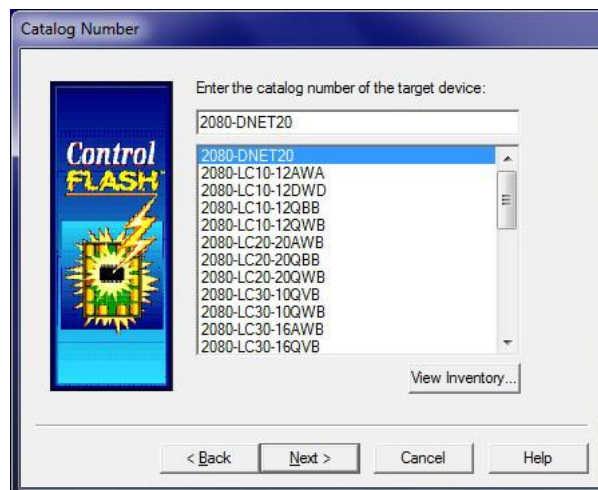 Catalog Number
Enter the catalog number of the target device:
2080-DNET20
Control
FLASH
2080-DNET20
2080-LC10-12AWA
2080-LC10-12DWD
2080-LC10-12QBB
2080-LC10-12QWB
2080-LC20-20AWB
2080-LC20-20QBB
2080-LC20-20QWB
2080-LC30-10QVB
2080-LC30-10QWB
2080-LC30-16AWB
2080-LC30-16QVB
View Inventory...
< Back
Next >
Cancel
Help